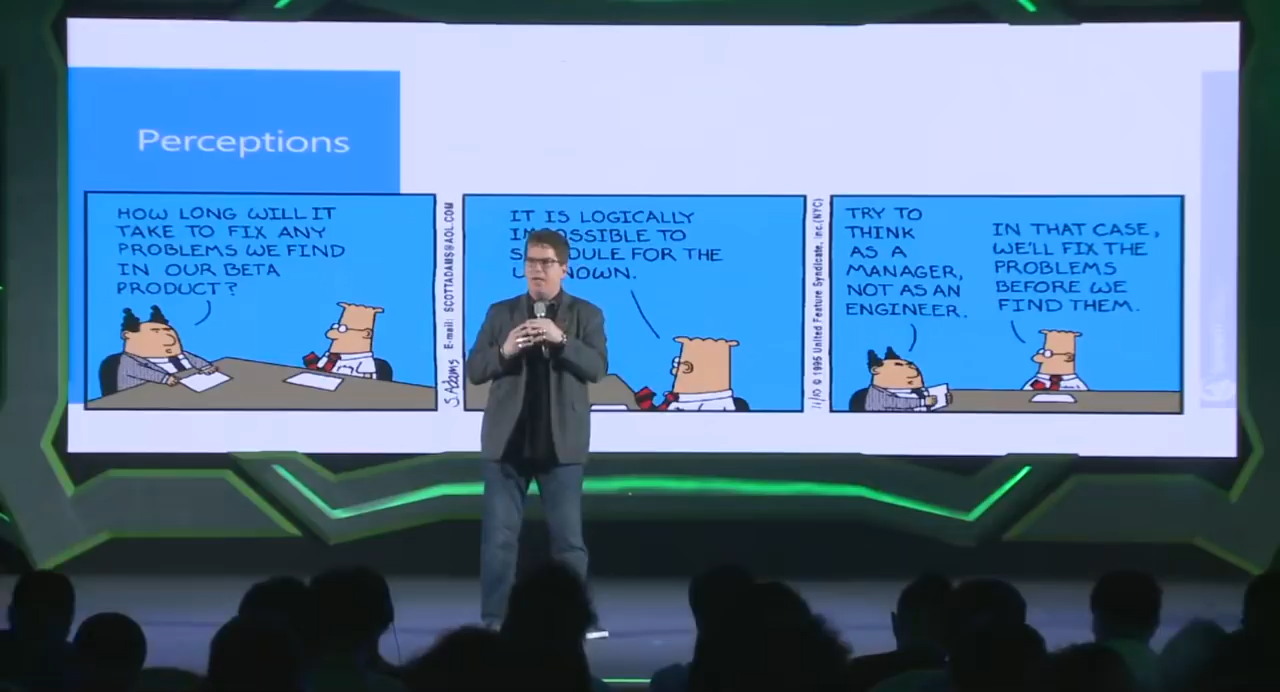 Perceptions
HOW LONG WILL IT
TAKE TO FIX ANY
PROBLEMS WE FIND
IN OUR BETA
PRODUCT?
S.Adams E-mail: SCOTTADAMS@AOL.COM
IT IS LOGICALLY
TO
FOR THE
11/10 © 1995 United Feature Syndicate, Inc.(NYC)
TRY TO
THINK
AS A
MANAGER,
NOT AS AN
ENGINEER.
IN THAT CASE,
WE'LL FIX THE
PROBLEMS
BEFORE WE
FIND THEM.